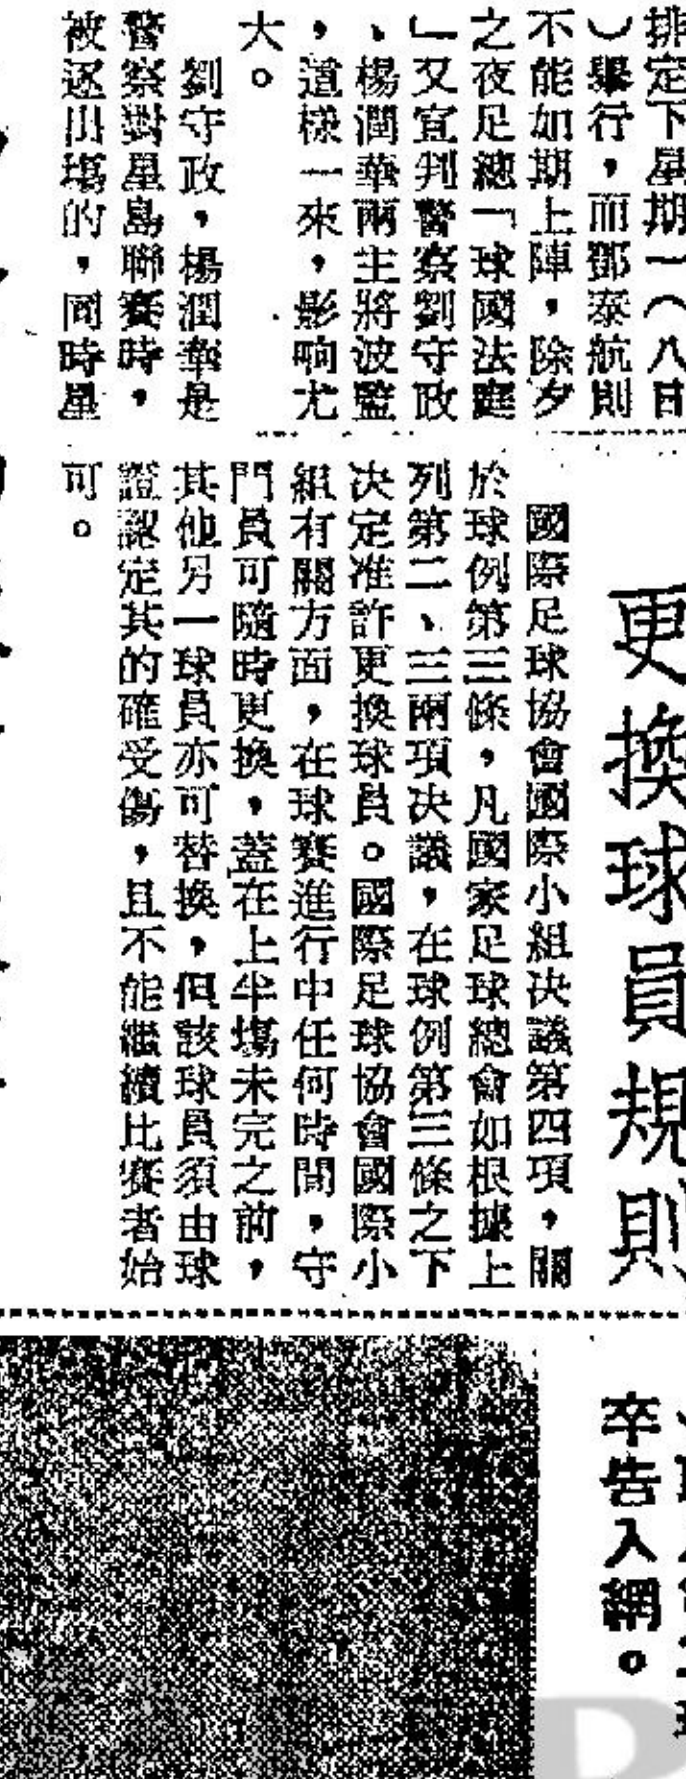 排定下星期一（八日
）舉行，而鄧泰航則
不能如期上陣，除夕
之夜足總「球國法庭
」又宣判警察劉守政
、楊潤華兩主將波監
，這樣一來，影响尤
大。
劉守政，楊潤華是
警察對星島聯賽時，
被逐出塲的，同時星
更換球員規則
國際足球協會國際小組决議第四項，關
於球例第三條，凡國家足球總會如根據上
列第二、三兩項决議，在球例第三條之下
决定准許更換球員。國際足球協會國際小
組有關方面，在球賽進行中任何時間，守
門員可隨時更換，蓋在上半塲未完之前，
其他另一球員亦可替換，但該球員須由球
證認定其的確受傷，且不能繼續比賽者始
可。
卒告入網。